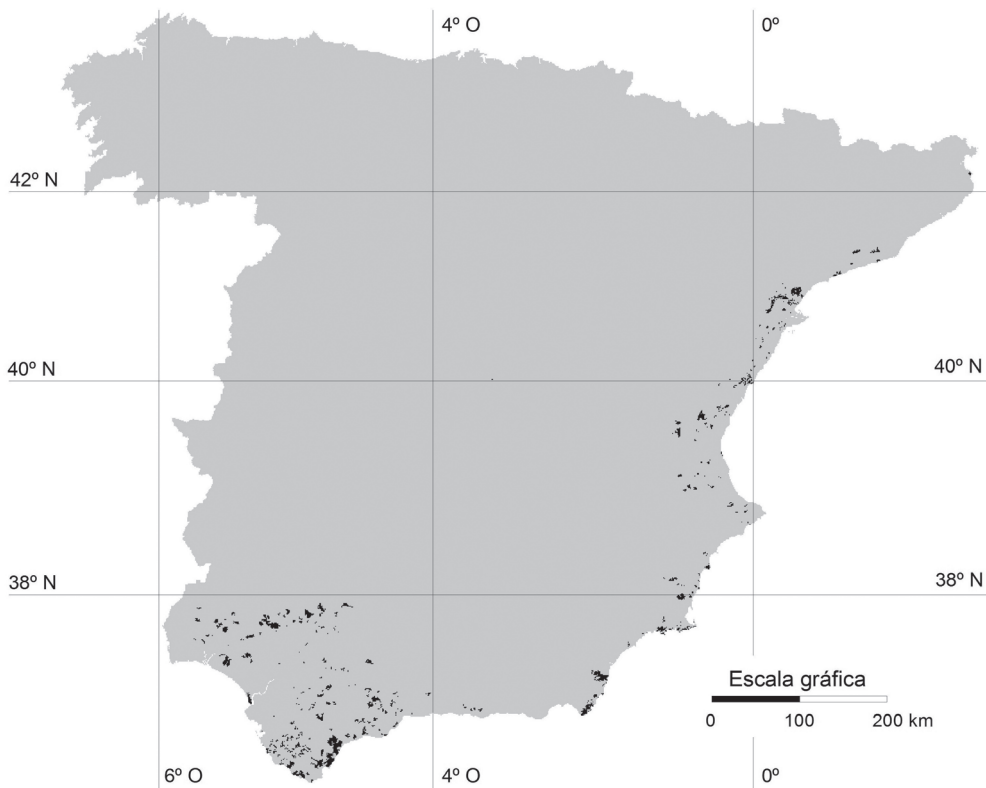 4º O
0º
42º N
40º N
40º N
38º N
38º N
Escala gráfica
0 100 200 km
6º O
4º O
0º